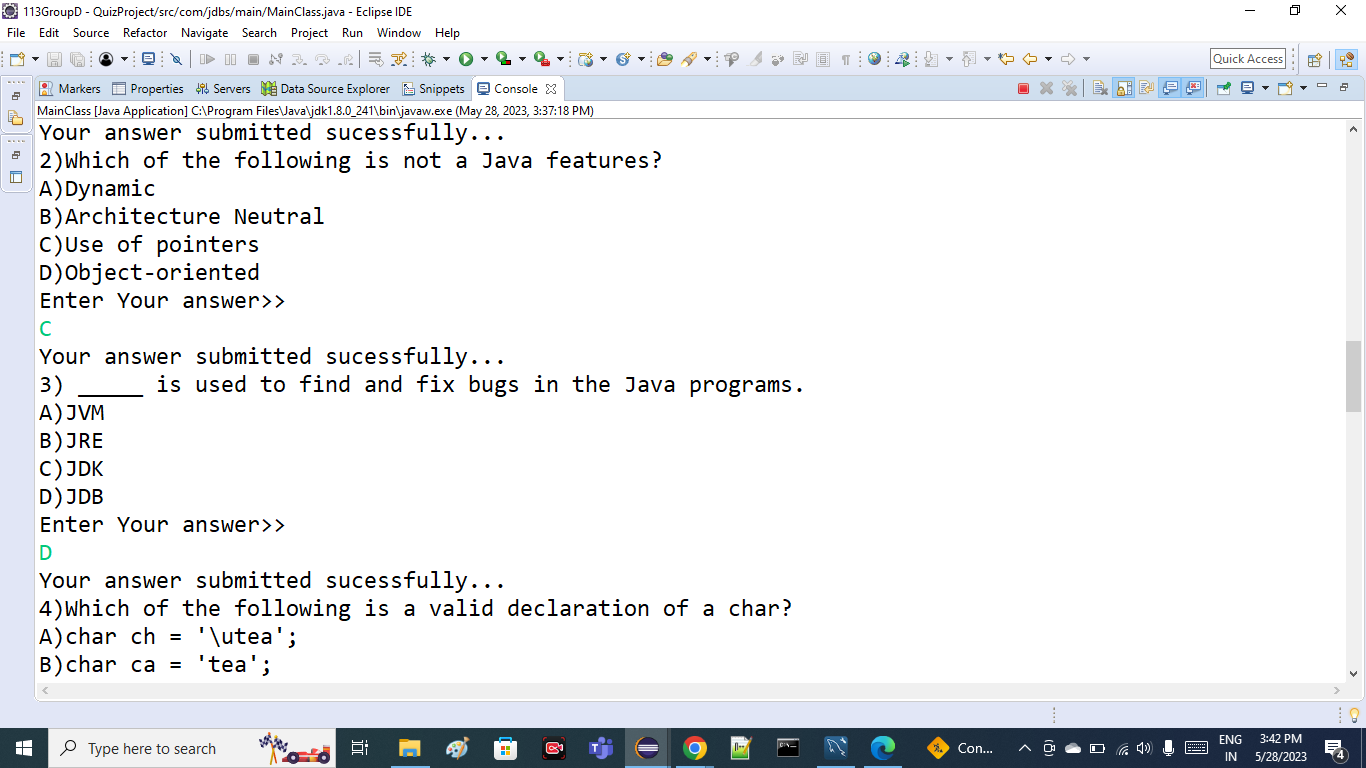 113GroupD - QuizProject/src/com/jdbs/main/MainClass.java - Eclipse IDE
File Edit Source Refactor Navigate Search Project Run Window Help
Quick Access
Markers Properties Servers Data Source Explorer Snippets Console
MainClass [Java Application] C:\Program Files\Java\jdk1.8.0_241\bin\javaw.exe (May 28, 2023, 3:37:18 PM)
Your answer submitted sucessfully...
2)Which of the following is not a Java features?
A)Dynamic
B)Architecture Neutral
C)Use of pointers
D)Object-oriented
Enter Your answer>>
C
Your answer submitted sucessfully...
3) _____ is used to find and fix bugs in the Java programs.
A)JVM
B)JRE
C)JDK
D)JDB
Enter Your answer>>
D
Your answer submitted sucessfully...
4)Which of the following is a valid declaration of a char?
A)char ch = '\utea';
B)char ca = 'tea';
Type here to search
Con...
ENG
IN
3:42 PM
5/28/2023
4